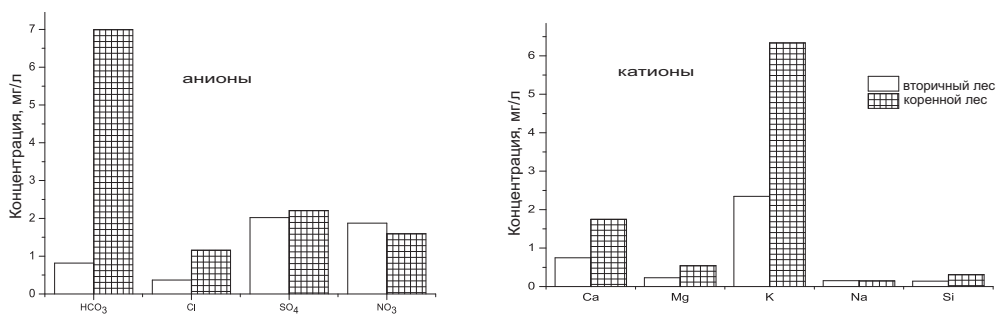 7
6
5
4
3
2
1
0
Концентрация, мг/л
анионы
HCO3
Cl
SO4
NO3
6
5
4
3
2
1
0
Концентрация, мг/л
катионы
вторичный лес
коренной лес
Ca
Mg
K
Na
Si